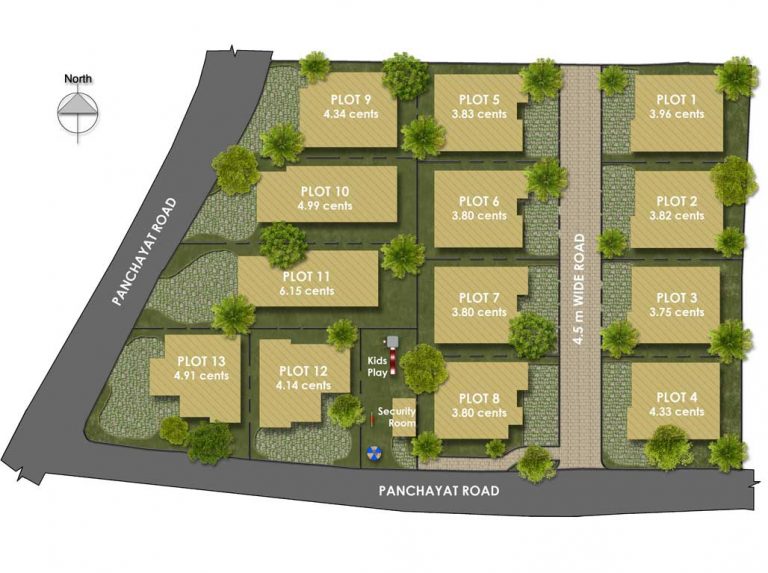 North
PLOT 9
4.34 cents
PLOT 5
3.83 cents
PLOT 1
3.96 cents
PLOT 10
4.99 cents
PLOT 6
3.80 cents
PLOT 2
3.82 cents
PANCHAYAT ROAD
PLOT 11
6.15 cents
4.5 m WIDE ROAD
PLOT 7
3.80 cents
PLOT 3
3.75 cents
PLOT 13
4.91 cents
PLOT 12
4.14 cents
Kids
Play
PLOT 8
3.80 cents
PLOT 4
4.33 cents
Security
Room
PANCHAYAT ROAD